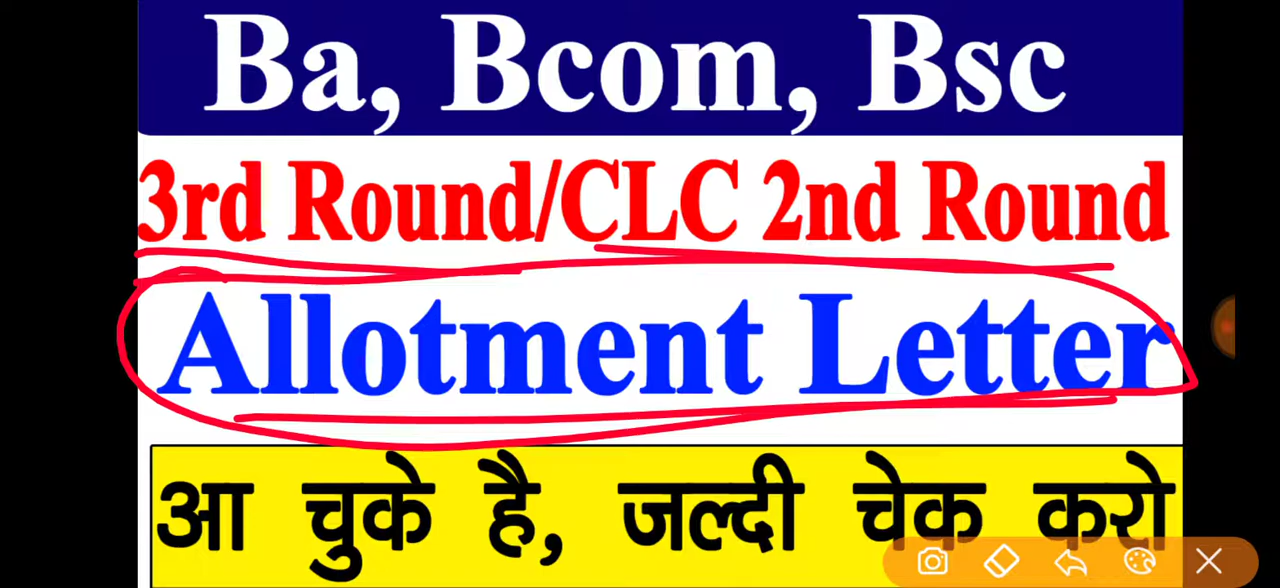 Ba, Bcom, Bsc
3rd Round/CLC 2nd Round
Allotment Letter
आ चुके है, जल्दी चेक करो